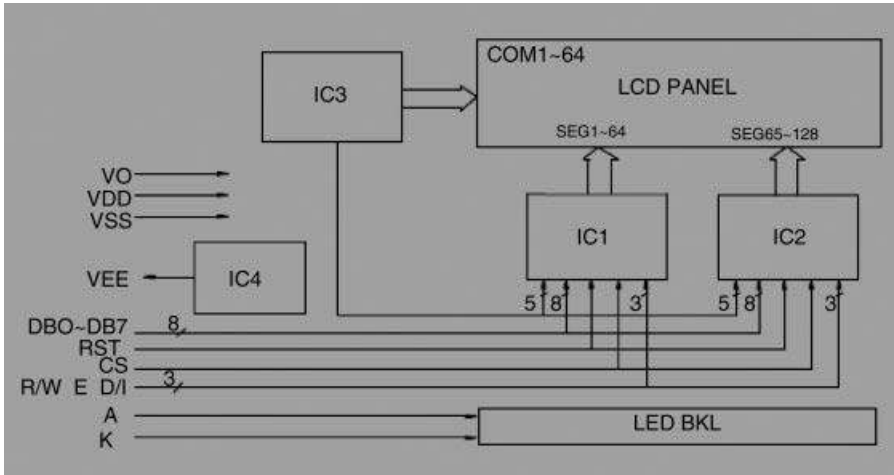 COM1~64
IC3
LCD PANEL
SEG1~64
SEG65~128
VO
VDD
VSS
IC1
IC2
VEE
IC4
5 8 3
5 8 3
DBO~DB7
8
RST
CS
R/W E D/I
3
A
K
LED BKL